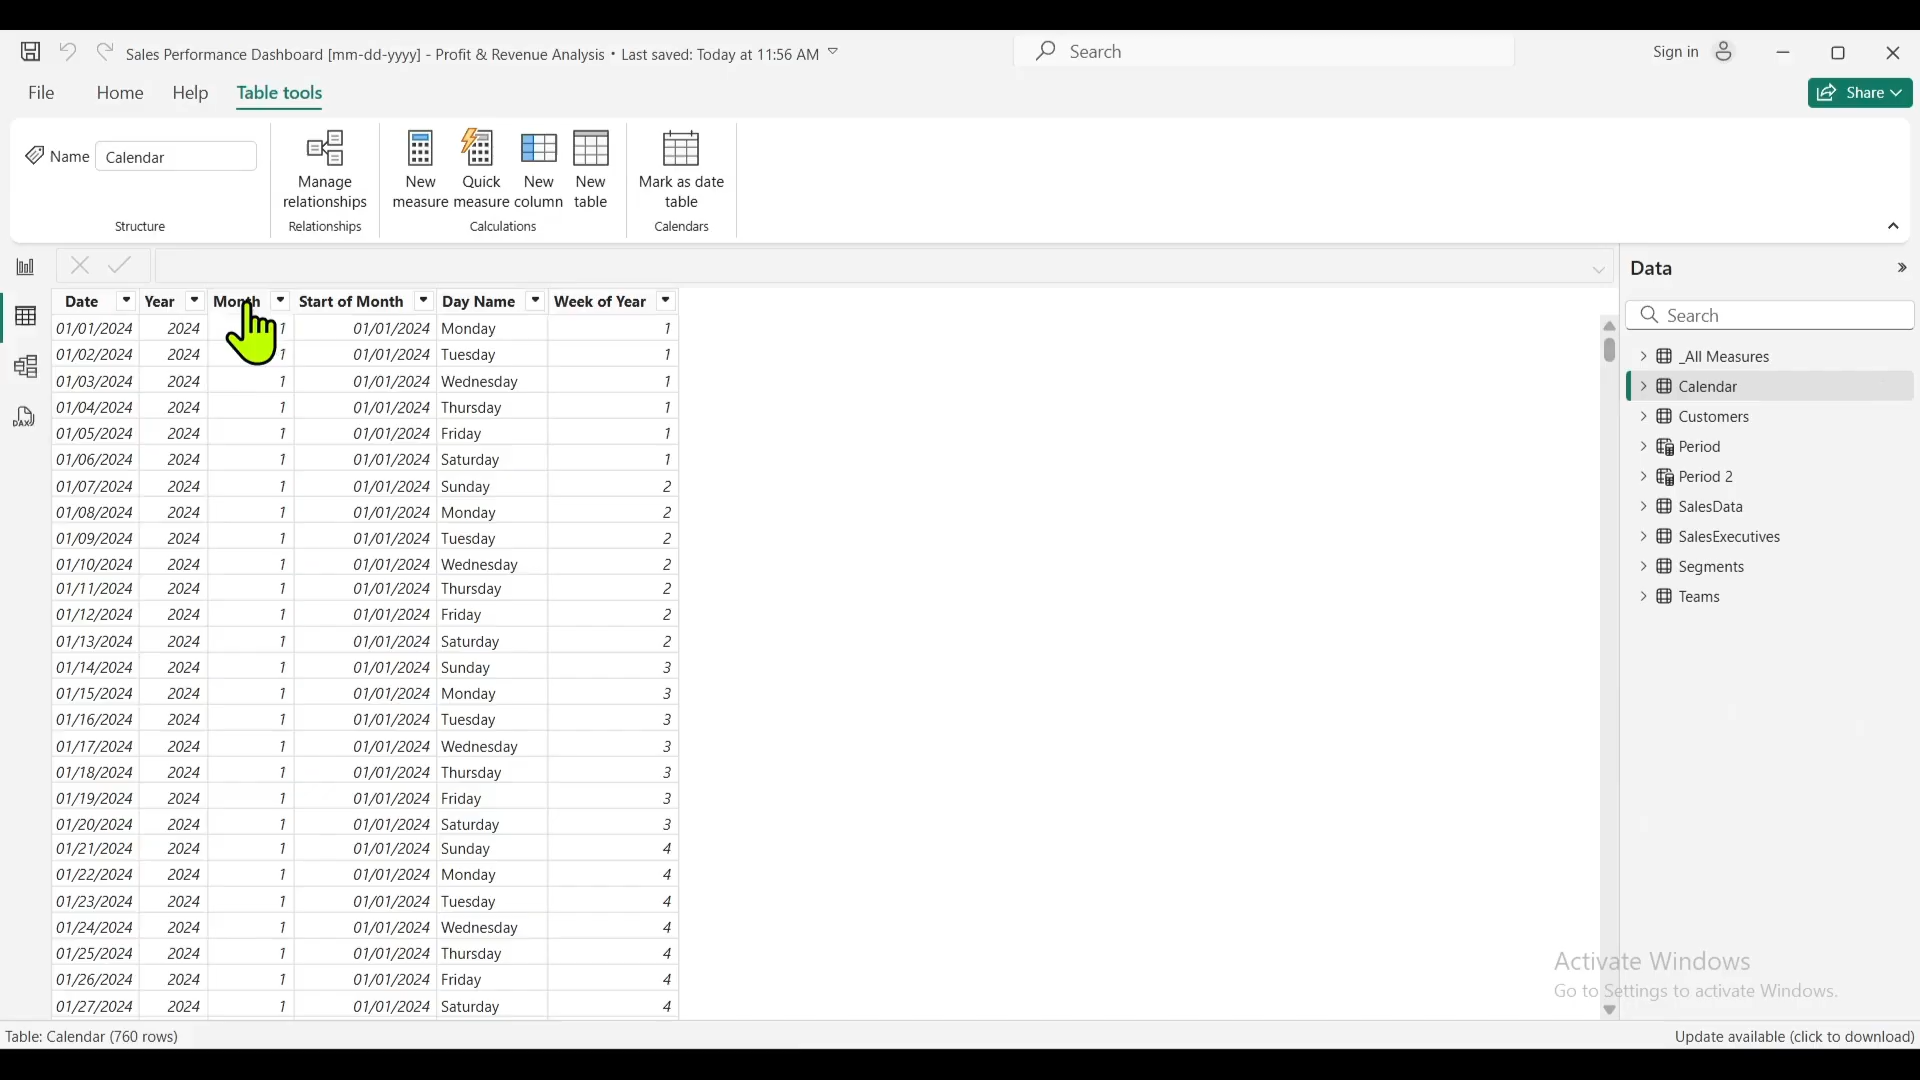 Sales Performance Dashboard [mm-dd-yyyy] - Profit & Revenue Analysis • Last saved: Today at 11:56 AM
Search
Sign in
File Home Help Table tools
Share
Name Calendar
Manage relationships
New measure
Quick measure
New column
New table
Mark as date table
Structure
Relationships
Calculations
Calendars
Date Year Month Start of Month Day Name Week of Year
01/01/2024 2024 1 01/01/2024 Monday 1
01/02/2024 2024 1 01/01/2024 Tuesday 1
01/03/2024 2024 1 01/01/2024 Wednesday 1
01/04/2024 2024 1 01/01/2024 Thursday 1
01/05/2024 2024 1 01/01/2024 Friday 1
01/06/2024 2024 1 01/01/2024 Saturday 1
01/07/2024 2024 1 01/01/2024 Sunday 2
01/08/2024 2024 1 01/01/2024 Monday 2
01/09/2024 2024 1 01/01/2024 Tuesday 2
01/10/2024 2024 1 01/01/2024 Wednesday 2
01/11/2024 2024 1 01/01/2024 Thursday 2
01/12/2024 2024 1 01/01/2024 Friday 2
01/13/2024 2024 1 01/01/2024 Saturday 2
01/14/2024 2024 1 01/01/2024 Sunday 3
01/15/2024 2024 1 01/01/2024 Monday 3
01/16/2024 2024 1 01/01/2024 Tuesday 3
01/17/2024 2024 1 01/01/2024 Wednesday 3
01/18/2024 2024 1 01/01/2024 Thursday 3
01/19/2024 2024 1 01/01/2024 Friday 3
01/20/2024 2024 1 01/01/2024 Saturday 3
01/21/2024 2024 1 01/01/2024 Sunday 4
01/22/2024 2024 1 01/01/2024 Monday 4
01/23/2024 2024 1 01/01/2024 Tuesday 4
01/24/2024 2024 1 01/01/2024 Wednesday 4
01/25/2024 2024 1 01/01/2024 Thursday 4
01/26/2024 2024 1 01/01/2024 Friday 4
01/27/2024 2024 1 01/01/2024 Saturday 4
DAX
Data
Search
_All Measures
Calendar
Customers
Period
Period 2
SalesData
SalesExecutives
Segments
Teams
Activate Windows
Go to Settings to activate Windows.
Table: Calendar (760 rows)
Update available (click to download)